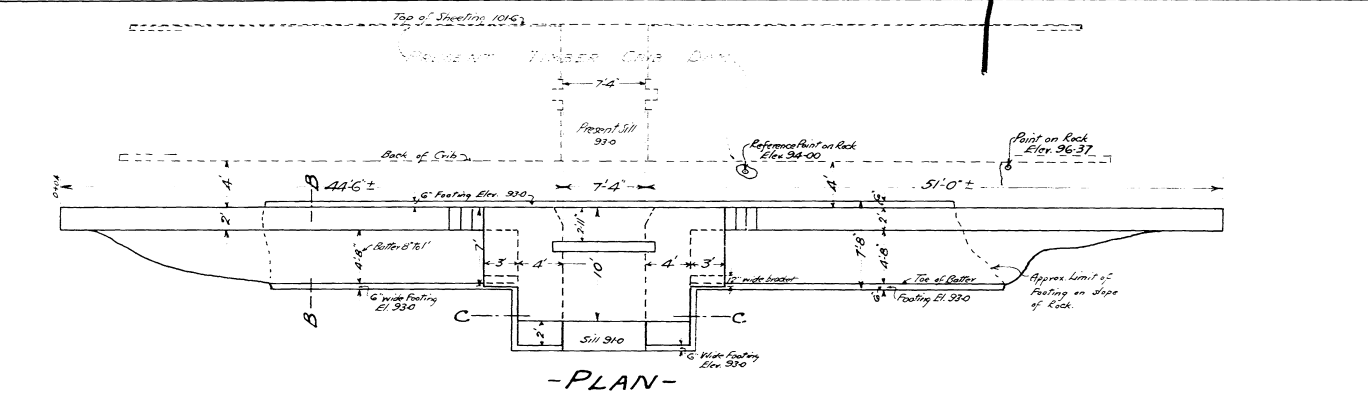 Top of Sheeting 101-6
PRESENT TIMBER CRIB DAM
7'-4"
Present Sill
93-0
Reference Point on Rock
Elev. 94-00
Point on Rock
Elev. 96-37
Back of Crib
4'
44'-6" ±
B
7'-4"
4'
51'-0" ±
6" Footing Elev. 93-0
6"
2'
2'-11"
2'
4'-8"
Batter 8" to 1'
7'
7'-8"
4'-8"
3'
4'
10'
4'
3'
12" wide bracket
Toe of Batter
Approx. Limit of
Footing on slope
of Rock.
6" wide Footing
El. 93-0
6"
Footing El. 93-0
B
C
C
2'
Sill 91-0
6" Wide Footing
Elev. 93-0
-PLAN-